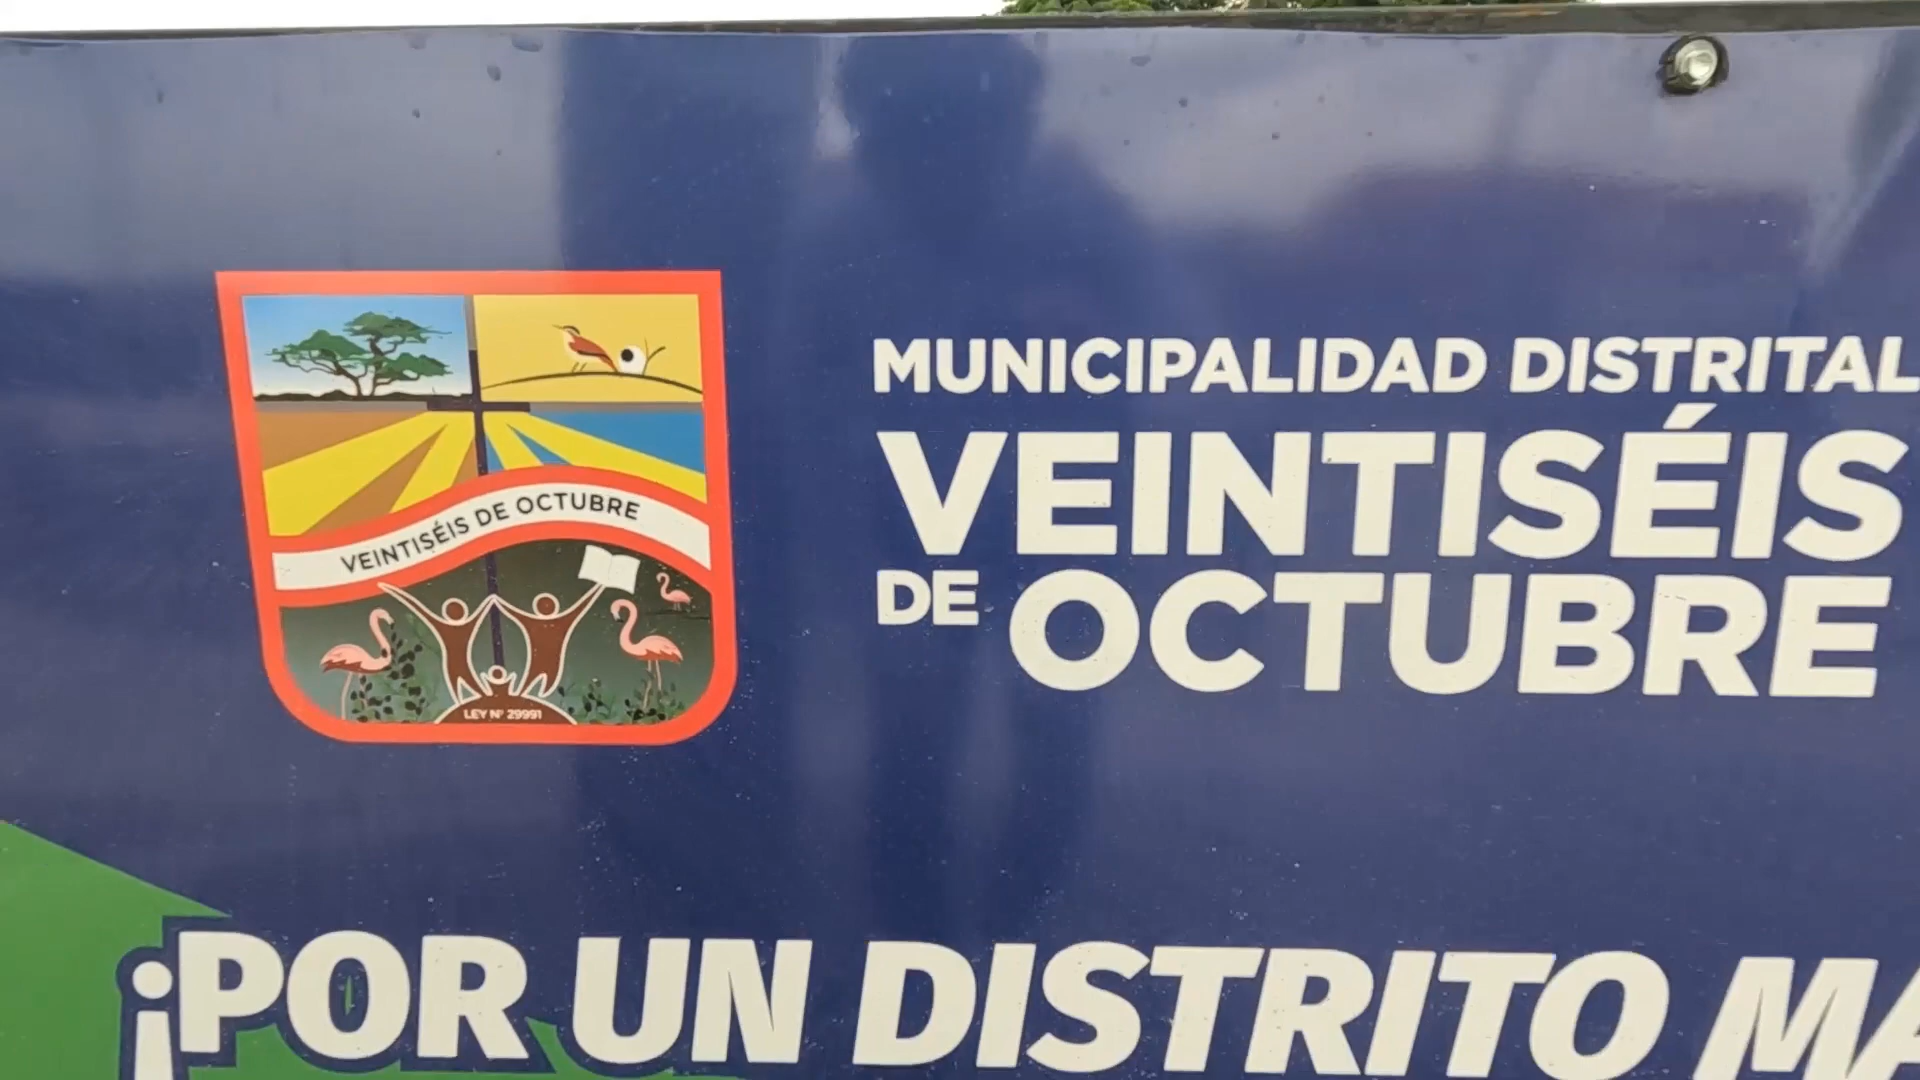 MUNICIPALIDAD DISTRITAL
VEINTISÉIS
DE OCTUBRE
VEINTISÉIS DE OCTUBRE
LEY N° 29991
¡POR UN DISTRITO